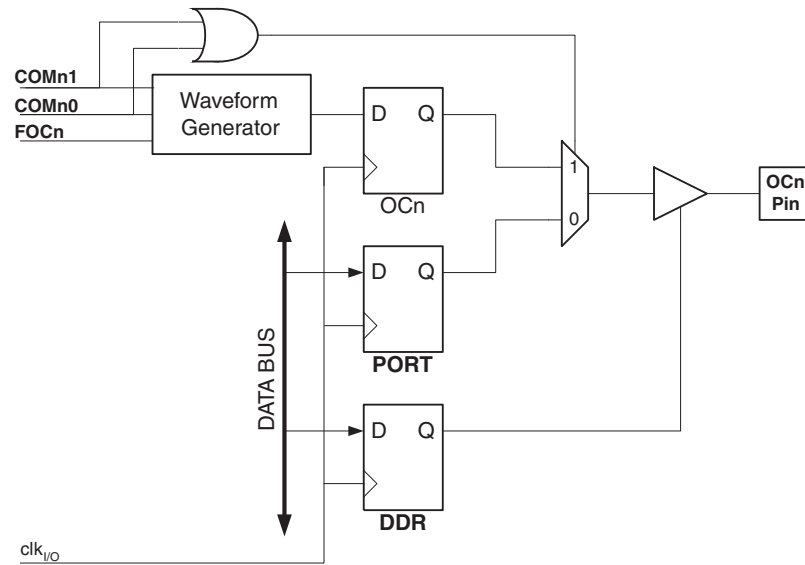 COMn1
COMn0
FOCn
Waveform
Generator
D Q
OCn
1
0
OCn
Pin
D Q
PORT
DATA BUS
D Q
DDR
clkI/O